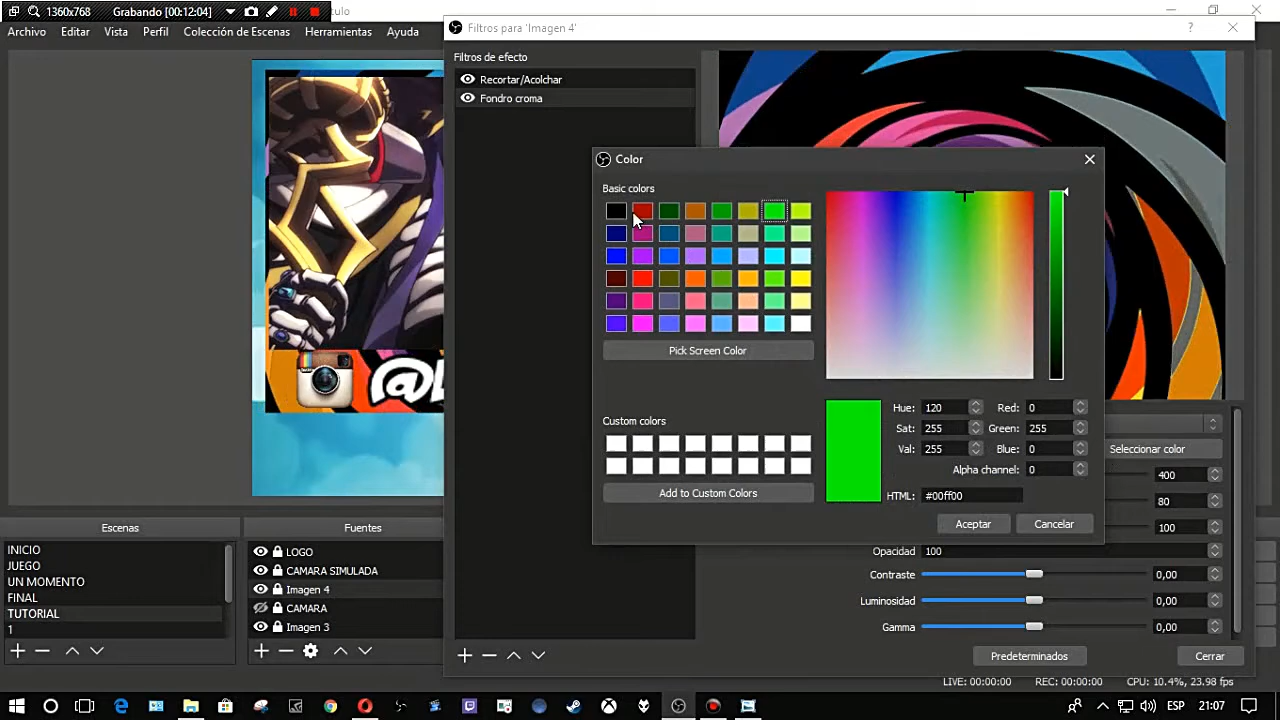 1360x768 Grabando [00:12:04] ulo
Archivo Editar Vista Perfil Colección de Escenas Herramientas Ayuda
Filtros para 'Imagen 4'
Filtros de efecto
Recortar/Acolchar
Fondro croma
Color
Basic colors
Pick Screen Color
Custom colors
Add to Custom Colors
Hue: 120 Red: 0
Sat: 255 Green: 255
Val: 255 Blue: 0
Alpha channel: 0
HTML: #00ff00
Aceptar Cancelar
Seleccionar color
400
80
100
Opacidad 100
Contraste 0,00
Luminosidad 0,00
Gamma 0,00
Predeterminados Cerrar
@
Escenas
INICIO
JUEGO
UN MOMENTO
FINAL
TUTORIAL
1
Fuentes
LOGO
CAMARA SIMULADA
Imagen 4
CAMARA
Imagen 3
LIVE: 00:00:00 REC: 00:00:00 CPU: 10.4%, 23.98 fps
ESP 21:07